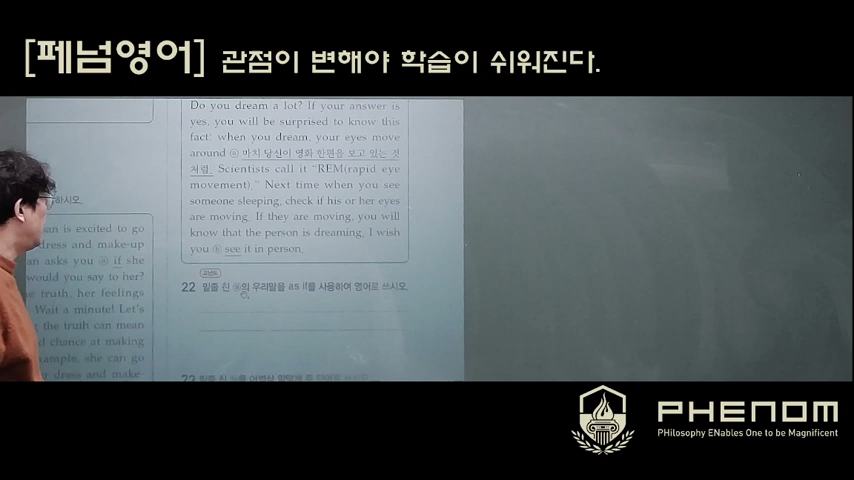 [페넘영어] 관점이 변해야 학습이 쉬워진다.
Do you dream a lot? If your answer is
yes, you will be surprised to know this
fact: when you dream, your eyes move
around ⓐ 마치 당신이 영화 한편을 보고 있는 것
처럼. Scientists call it “REM(rapid eye
movement).” Next time when you see
someone sleeping, check if his or her eyes
are moving. If they are moving, you will
know that the person is dreaming. I wish
you ⓑ see it in person.
고난도
22 밑줄 친 ⓐ의 우리말을 as if를 사용하여 영어로 쓰시오.
하시오.
is excited to go
dress and make-up
an asks you ⓐ if she
would you say to her?
truth, her feelings
Wait a minute! Let's
the truth can mean
chance at making
she can go
dress and make-
PHENOM
PHilosophy ENables One to be Magnificent